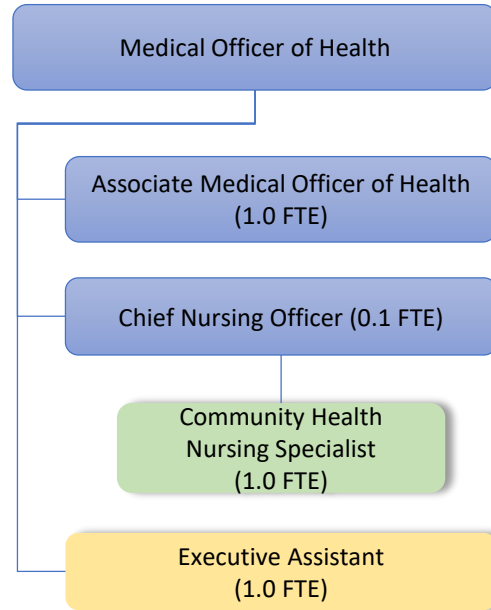 Medical Officer of Health
Associate Medical Officer of Health
(1.0 FTE)
Chief Nursing Officer (0.1 FTE)
Community Health
Nursing Specialist
(1.0 FTE)
Executive Assistant
(1.0 FTE)